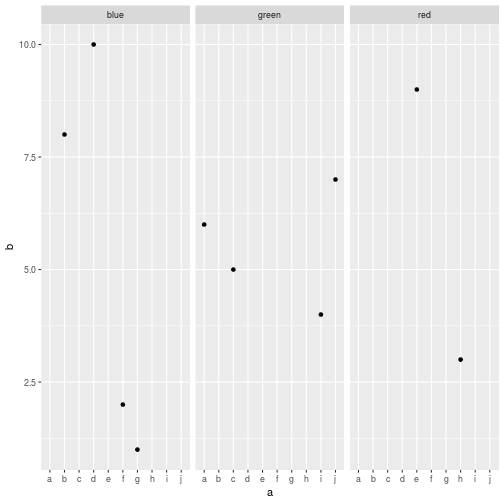 blue green red
10.0
7.5
5.0
2.5
b
a b c d e f g h i j a b c d e f g h i j a b c d e f g h i j
a